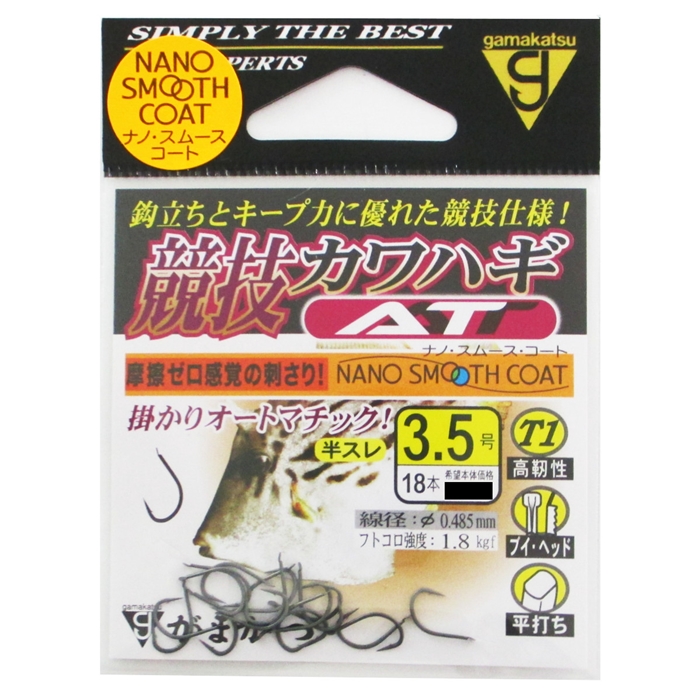 SIMPLY THE BEST
PERTS
gamakatsu
NANO
SMOOTH
COAT
ナノ・スムース
コート
鈎立ちとキープ力に優れた競技仕様！
競技カワハギ
AT
ナノ・スムース・コート
摩擦ゼロ感覚の刺さり！
NANO SMOOTH COAT
掛かりオートマチック！
半スレ
3.5号
18本
希望本体価格
T1
高靭性
線径：φ 0.485mm
フトコロ強度：1.8 kgf
ブイ・ヘッド
平打ち
gamakatsu
がまかつ